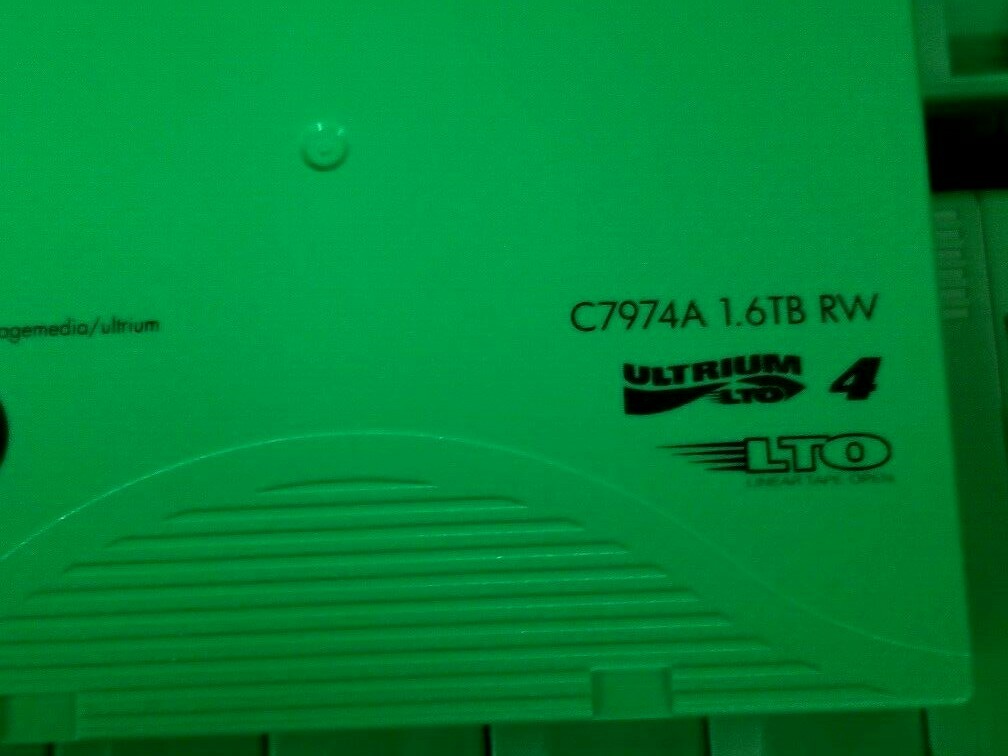 agemedia/ultrium
C7974A 1.6TB RW
ULTRIUM 4
LTO
LTO
LINEAR TAPE-OPEN